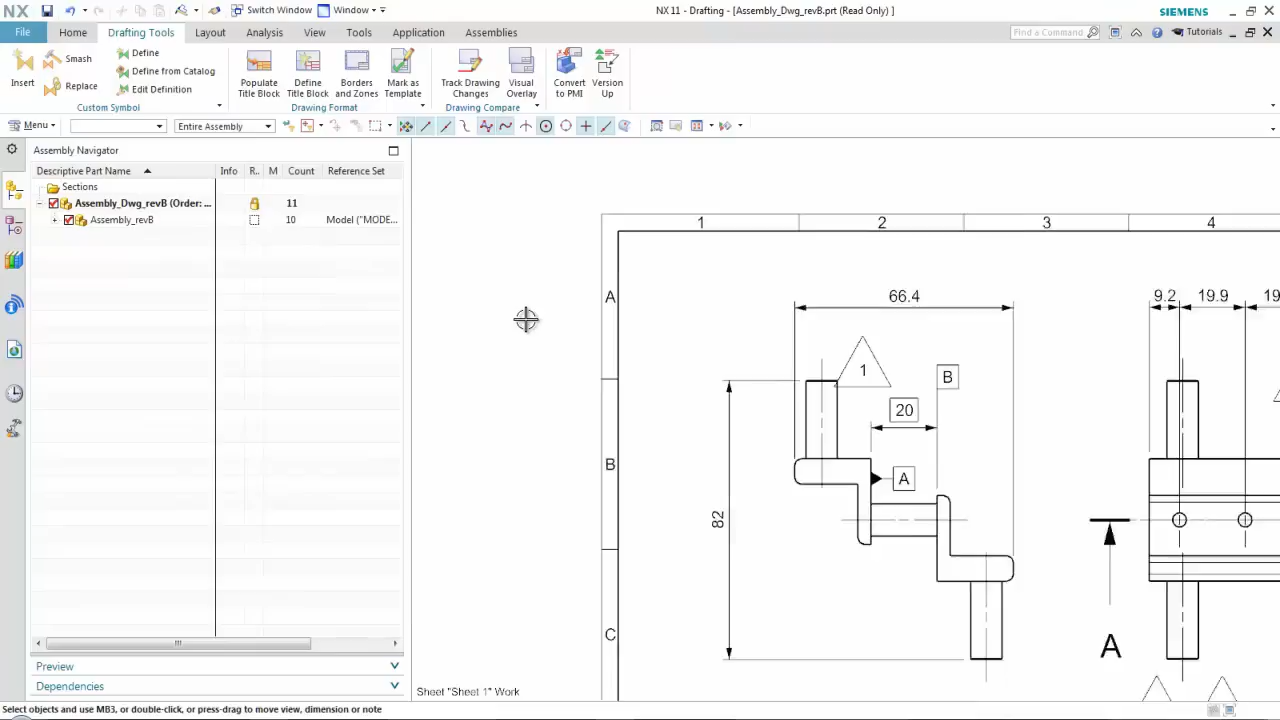 NX
Switch Window
Window
NX 11 - Drafting - [Assembly_Dwg_revB.prt (Read Only) ]
SIEMENS
File
Home
Drafting Tools
Layout
Analysis
View
Tools
Application
Assemblies
Find a Command
Tutorials
Insert
Smash
Replace
Define
Define from Catalog
Edit Definition
Populate
Title Block
Define
Title Block
Borders
and Zones
Mark as
Template
Track Drawing
Changes
Visual
Overlay
Convert
to PMI
Version
Up
Custom Symbol
Drawing Format
Drawing Compare
Menu
Entire Assembly
Assembly Navigator
Descriptive Part Name
Info
R..
M
Count
Reference Set
Sections
Assembly_Dwg_revB (Order: ...
11
Assembly_revB
10
Model ("MODE...
Preview
Dependencies
1
2
3
4
A
B
C
66.4
9.2
19.9
19
1
B
20
A
82
A
Sheet "Sheet 1" Work
Select objects and use MB3, or double-click, or press-drag to move view, dimension or note